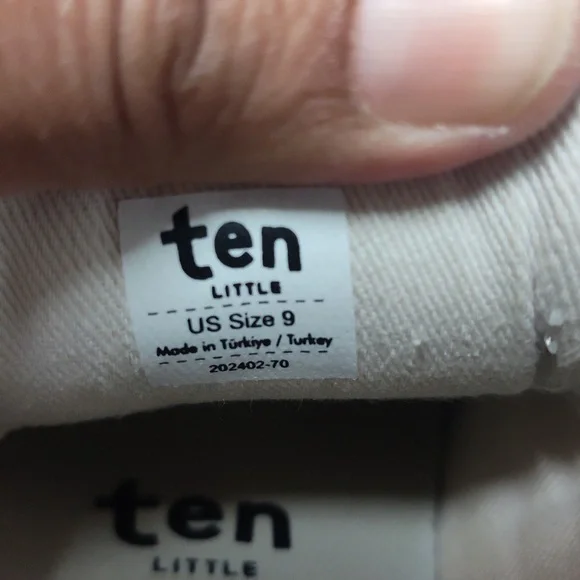 ten
LITTLE
US Size 9
Made in Türkiye / Turkey
202402-70
ten
LITTLE